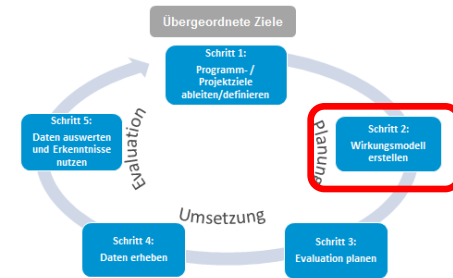 Übergeordnete Ziele
Schritt 1:
Programm- /
Projektziele
ableiten/definieren
Schritt 2:
Wirkungsmodell
erstellen
Planung
Schritt 3:
Evaluation planen
Umsetzung
Schritt 4:
Daten erheben
Schritt 5:
Daten auswerten
und Erkenntnisse
nutzen
Evaluation